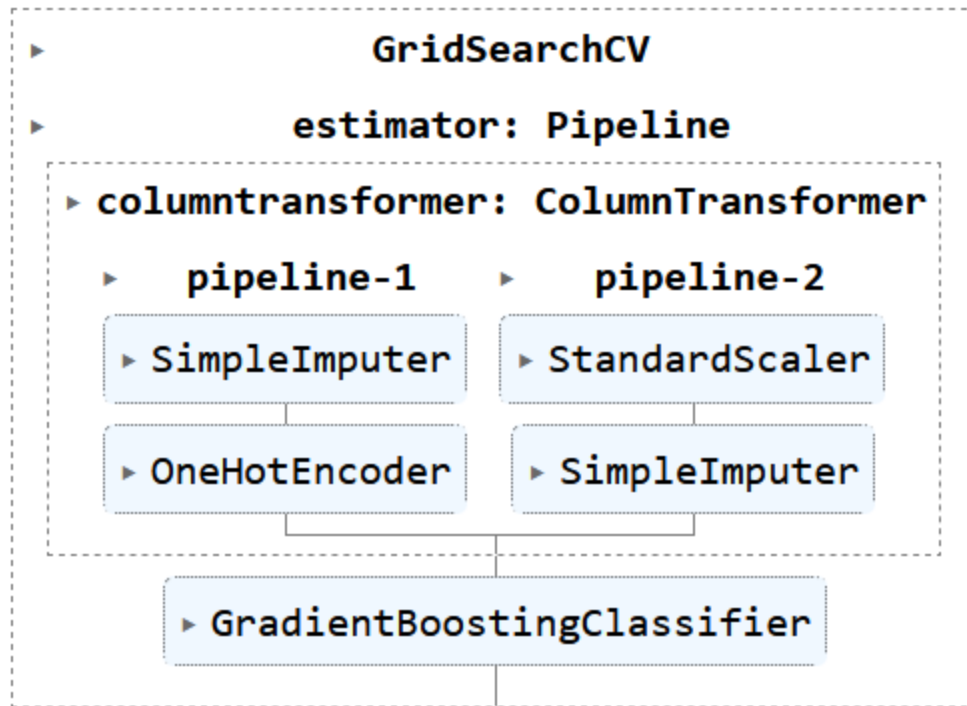 GridSearchCV
estimator: Pipeline
columntransformer: ColumnTransformer
pipeline-1 pipeline-2
SimpleImputer StandardScaler
OneHotEncoder SimpleImputer
GradientBoostingClassifier